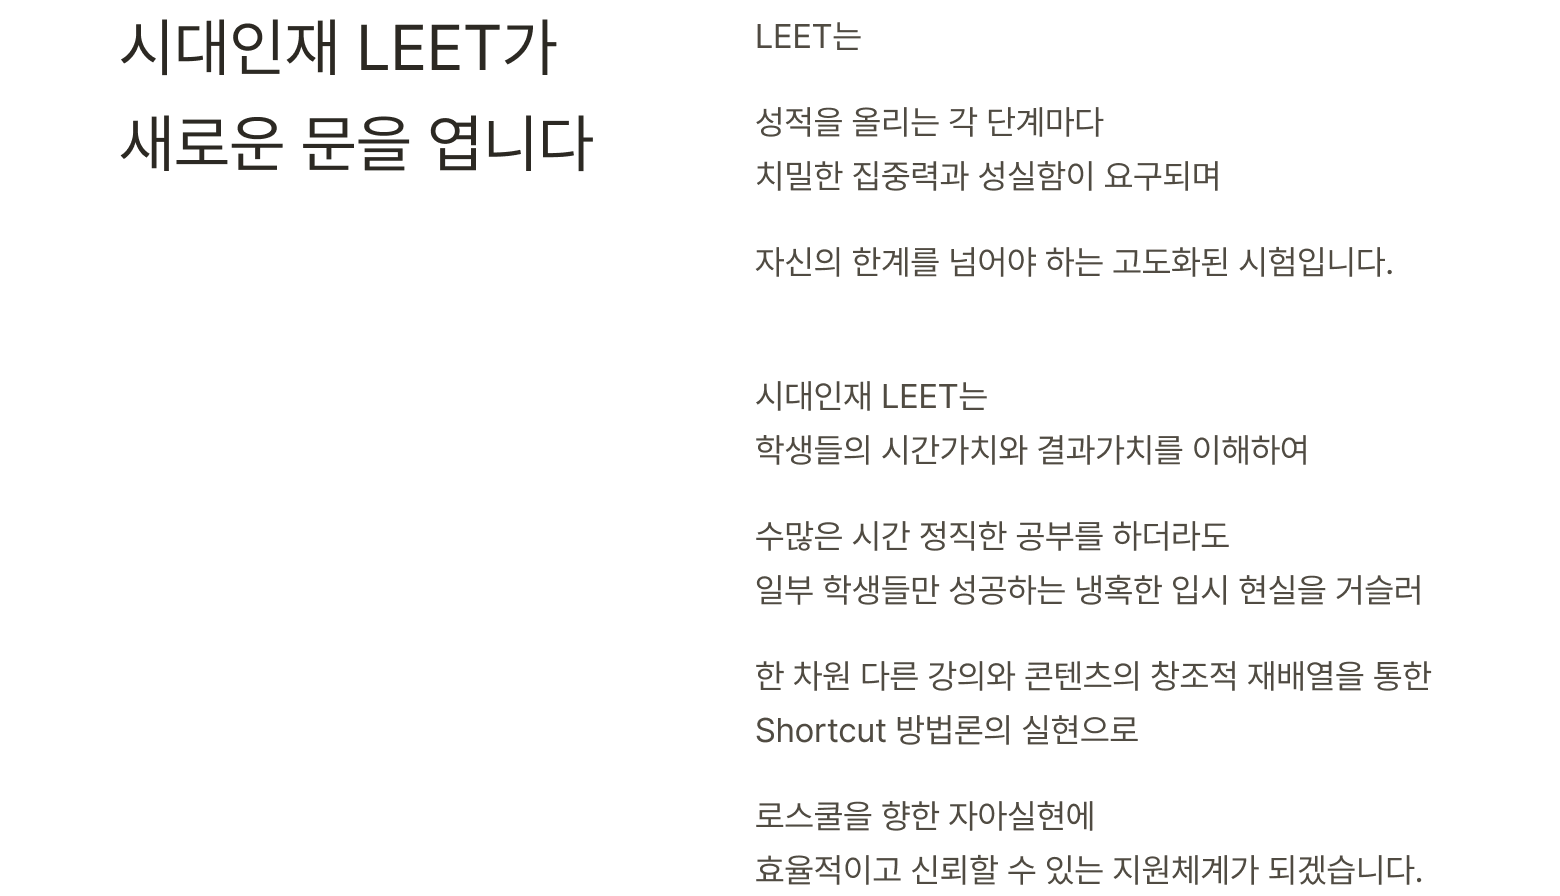 시대인재 LEET가
새로운 문을 엽니다
LEET는
성적을 올리는 각 단계마다
치밀한 집중력과 성실함이 요구되며
자신의 한계를 넘어야 하는 고도화된 시험입니다.
시대인재 LEET는
학생들의 시간가치와 결과가치를 이해하여
수많은 시간 정직한 공부를 하더라도
일부 학생들만 성공하는 냉혹한 입시 현실을 거슬러
한 차원 다른 강의와 콘텐츠의 창조적 재배열을 통한
Shortcut 방법론의 실현으로
로스쿨을 향한 자아실현에
효율적이고 신뢰할 수 있는 지원체계가 되겠습니다.